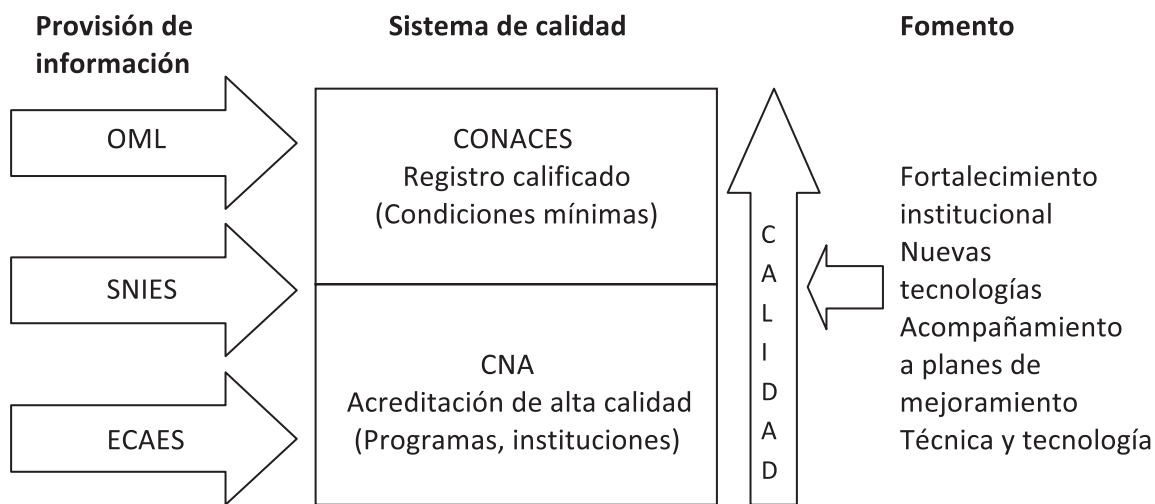 Provisión de
información
Sistema de calidad
Fomento
OML
SNIES
ECAES
CONACES
Registro calificado
(Condiciones mínimas)
CNA
Acreditación de alta calidad
(Programas, instituciones)
C
A
L
I
D
A
D
Fortalecimiento
institucional
Nuevas
tecnologías
Acompañamiento
a planes de
mejoramiento
Técnica y tecnología